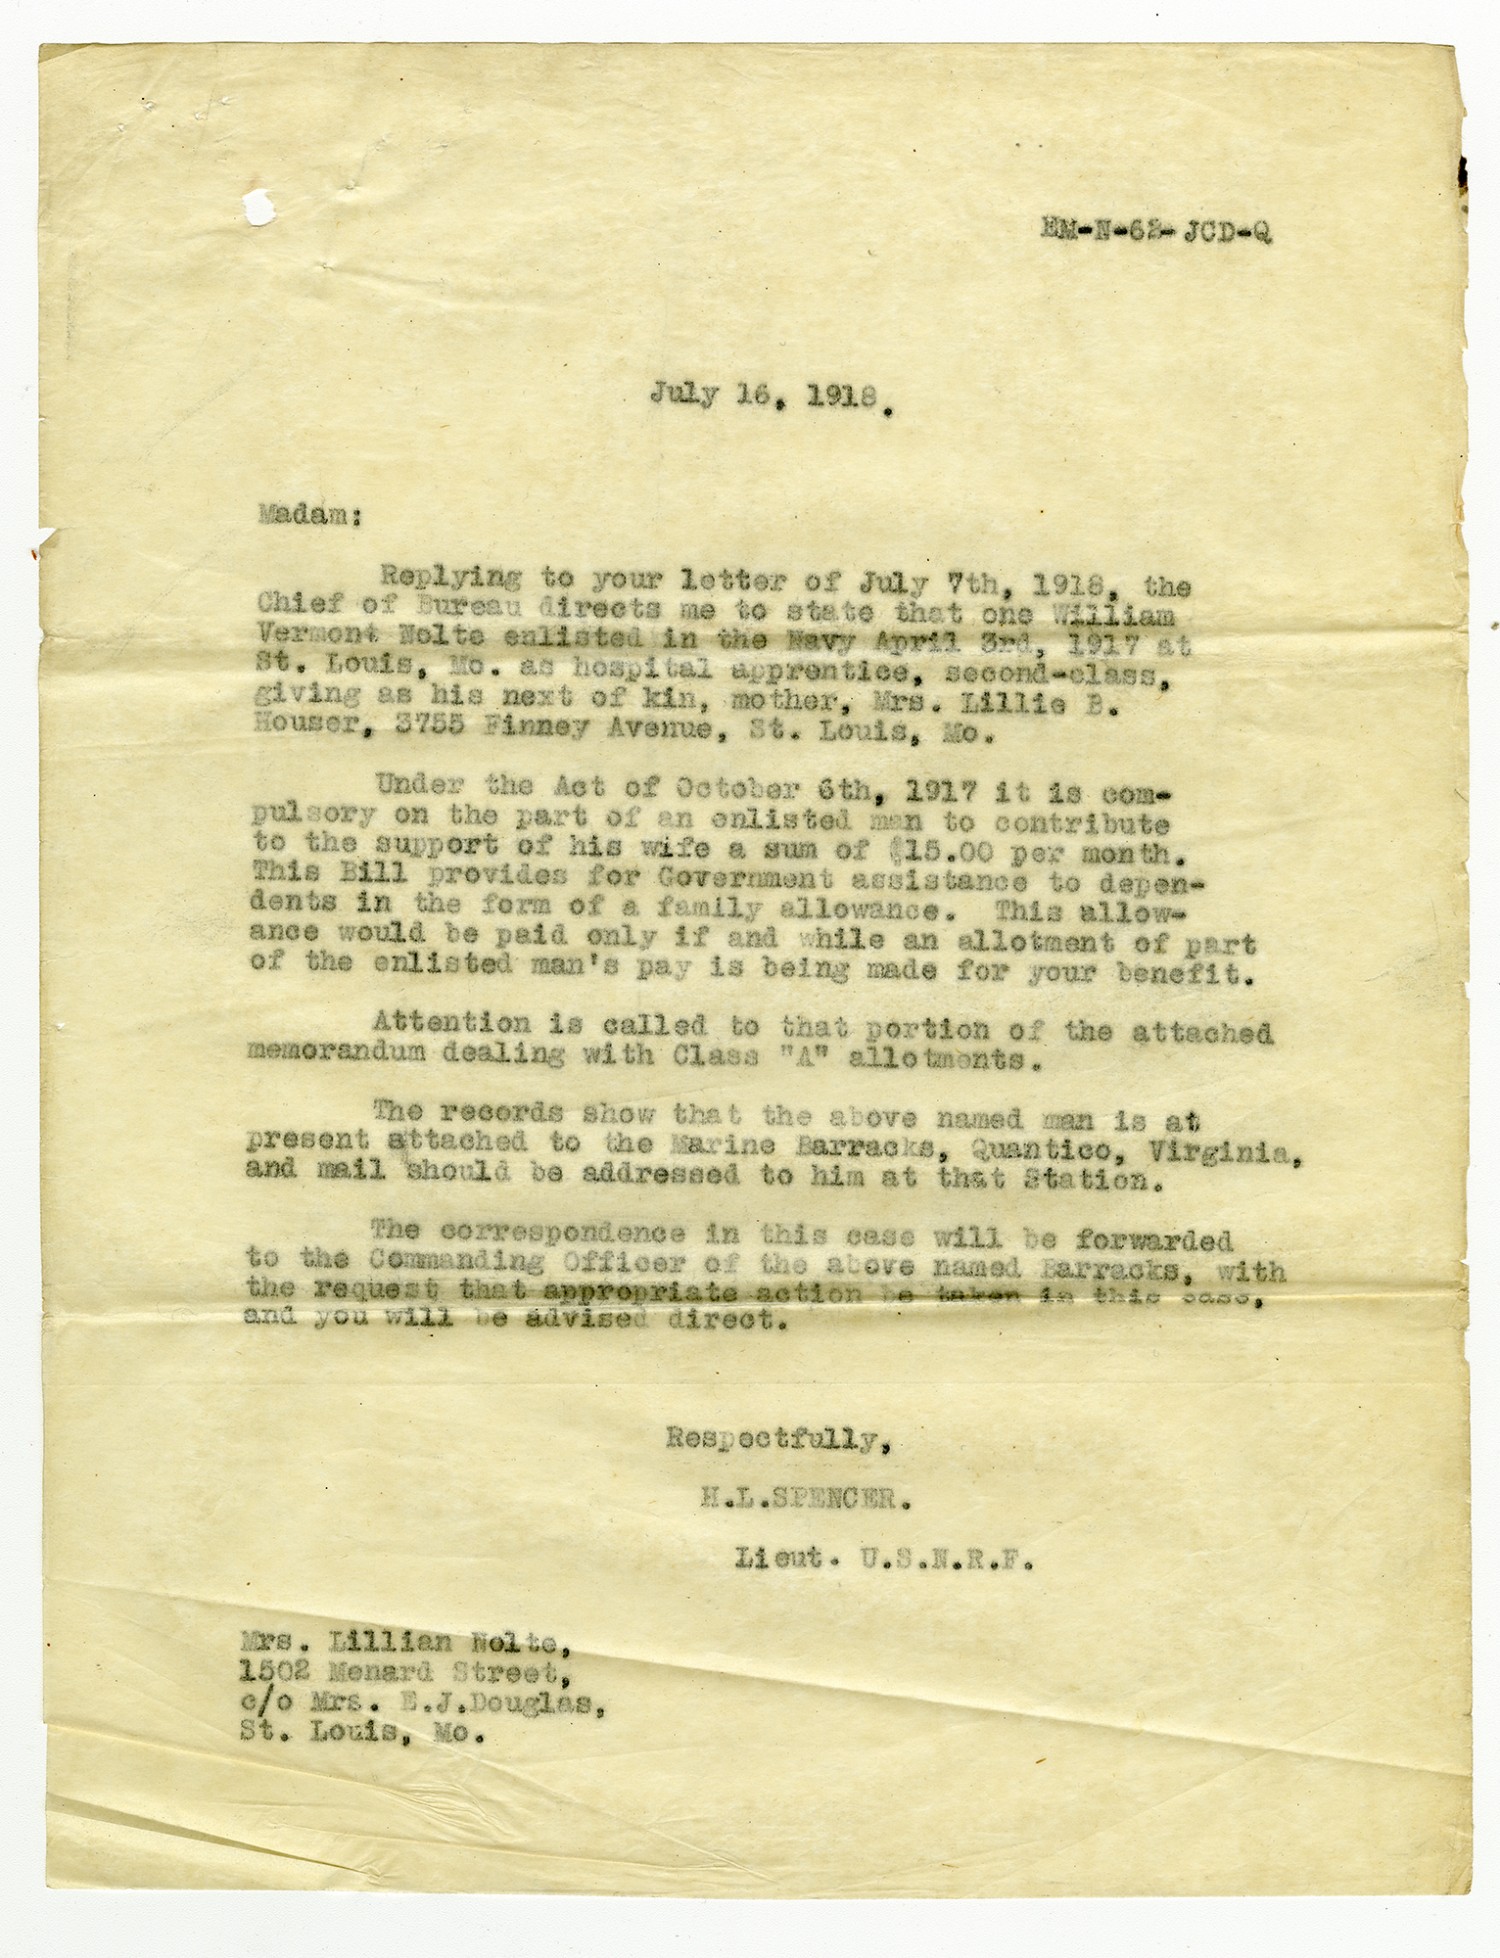 EM-N-62-JCD-Q
July 16, 1918.
Madam:
Replying to your letter of July 7th, 1918, the
Chief of Bureau directs me to state that one William
Vermont Nolte enlisted in the Navy April 3rd, 1917 at
St. Louis, Mo. as hospital apprentice, second-class,
giving as his next of kin, mother, Mrs. Lillie B.
Houser, 3755 Finney Avenue, St. Louis, Mo.
Under the Act of October 6th, 1917 it is com-
pulsory on the part of an enlisted man to contribute
to the support of his wife a sum of $15.00 per month.
This Bill provides for Government assistance to depen-
dents in the form of a family allowance. This allow-
ance would be paid only if and while an allotment of part
of the enlisted man's pay is being made for your benefit.
Attention is called to that portion of the attached
memorandum dealing with Class "A" allotments.
The records show that the above named man is at
present attached to the Marine Barracks, Quantico, Virginia,
and mail should be addressed to him at that Station.
The correspondence in this case will be forwarded
to the Commanding Officer of the above named Barracks, with
the request that appropriate action be taken in this case,
and you will be advised direct.
Respectfully,
H.L.SPENCER.
Lieut. U.S.N.R.F.
Mrs. Lillian Nolte,
1502 Menard Street,
c/o Mrs. E.J.Douglas,
St. Louis, Mo.